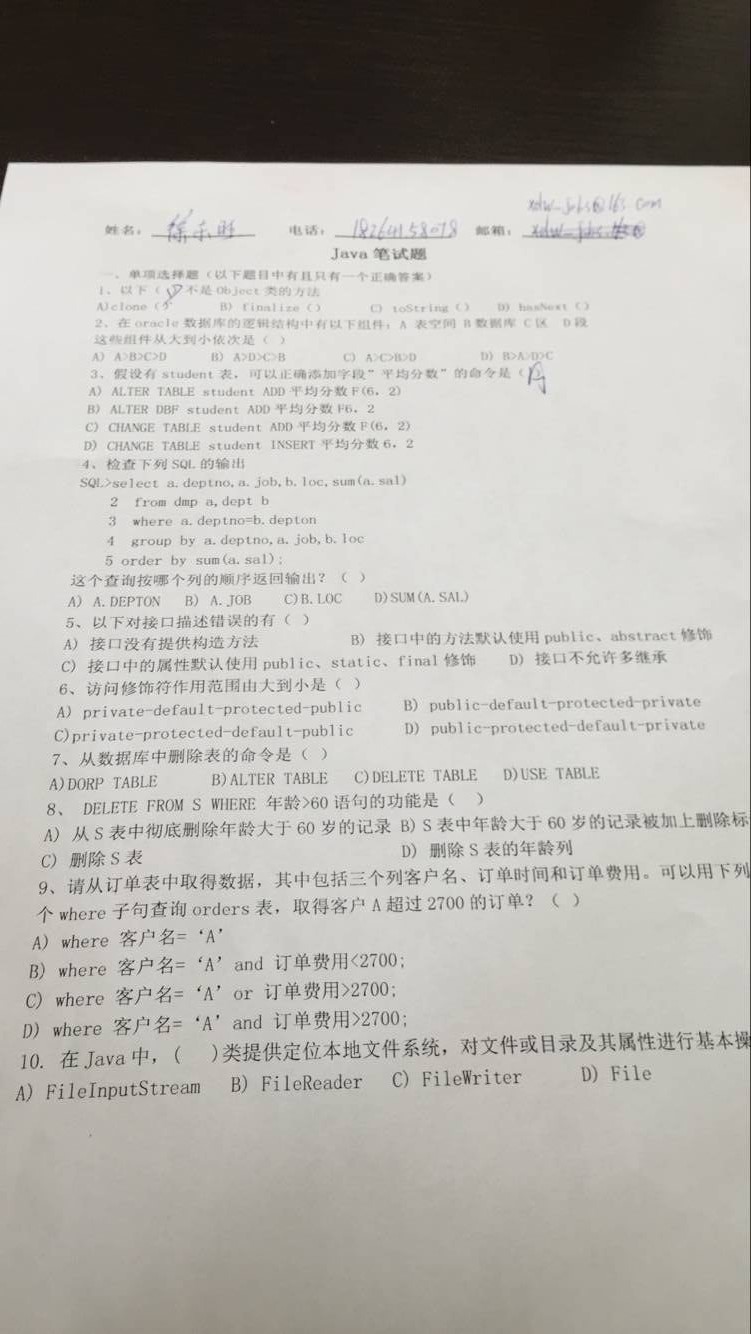 姓名： 电话： 邮箱：
Java 笔试题
一、单项选择题（以下题目中有且只有一个正确答案）
1、以下（ D 不是 Object 类的方法
A)clone（） B）finalize（） C）toString（） D）hasNext（）
2、在 oracle 数据库的逻辑结构中有以下组件：A 表空间 B 数据库 C 区 D 段
这些组件从大到小依次是（ ）
A）A>B>C>D B）A>D>C>B C）A>C>B>D D）B>A>D>C
3、假设有 student 表，可以正确添加字段”平均分数”的命令是（ A
A）ALTER TABLE student ADD 平均分数 F(6，2)
B）ALTER DBF student ADD 平均分数 F6，2
C）CHANGE TABLE student ADD 平均分数 F(6，2)
D）CHANGE TABLE student INSERT 平均分数 6，2
4、检查下列 SQL 的输出
SQL>select a.deptno,a.job,b.loc,sum(a.sal)
2 from dmp a,dept b
3 where a.deptno=b.depton
4 group by a.deptno,a.job,b.loc
5 order by sum(a.sal);
这个查询按哪个列的顺序返回输出？（ ）
A）A.DEPTON B）A.JOB C)B.LOC D)SUM(A.SAL)
5、以下对接口描述错误的有（ ）
A）接口没有提供构造方法 B）接口中的方法默认使用 public、abstract 修饰
C）接口中的属性默认使用 public、static、final 修饰 D）接口不允许多继承
6、访问修饰符作用范围由大到小是（ ）
A）private-default-protected-public B）public-default-protected-private
C)private-protected-default-public D）public-protected-default-private
7、从数据库中删除表的命令是（ ）
A)DORP TABLE B)ALTER TABLE C)DELETE TABLE D)USE TABLE
8、 DELETE FROM S WHERE 年龄>60 语句的功能是（ ）
A）从 S 表中彻底删除年龄大于 60 岁的记录 B）S 表中年龄大于 60 岁的记录被加上删除标
C）删除 S 表 D）删除 S 表的年龄列
9、请从订单表中取得数据，其中包括三个列客户名、订单时间和订单费用。可以用下列
个 where 子句查询 orders 表，取得客户 A 超过 2700 的订单？（ ）
A）where 客户名=‘A’
B）where 客户名=‘A’and 订单费用<2700;
C）where 客户名=‘A’or 订单费用>2700;
D）where 客户名=‘A’and 订单费用>2700;
10. 在 Java 中，( )类提供定位本地文件系统，对文件或目录及其属性进行基本操
A）FileInputStream B）FileReader C）FileWriter D）File